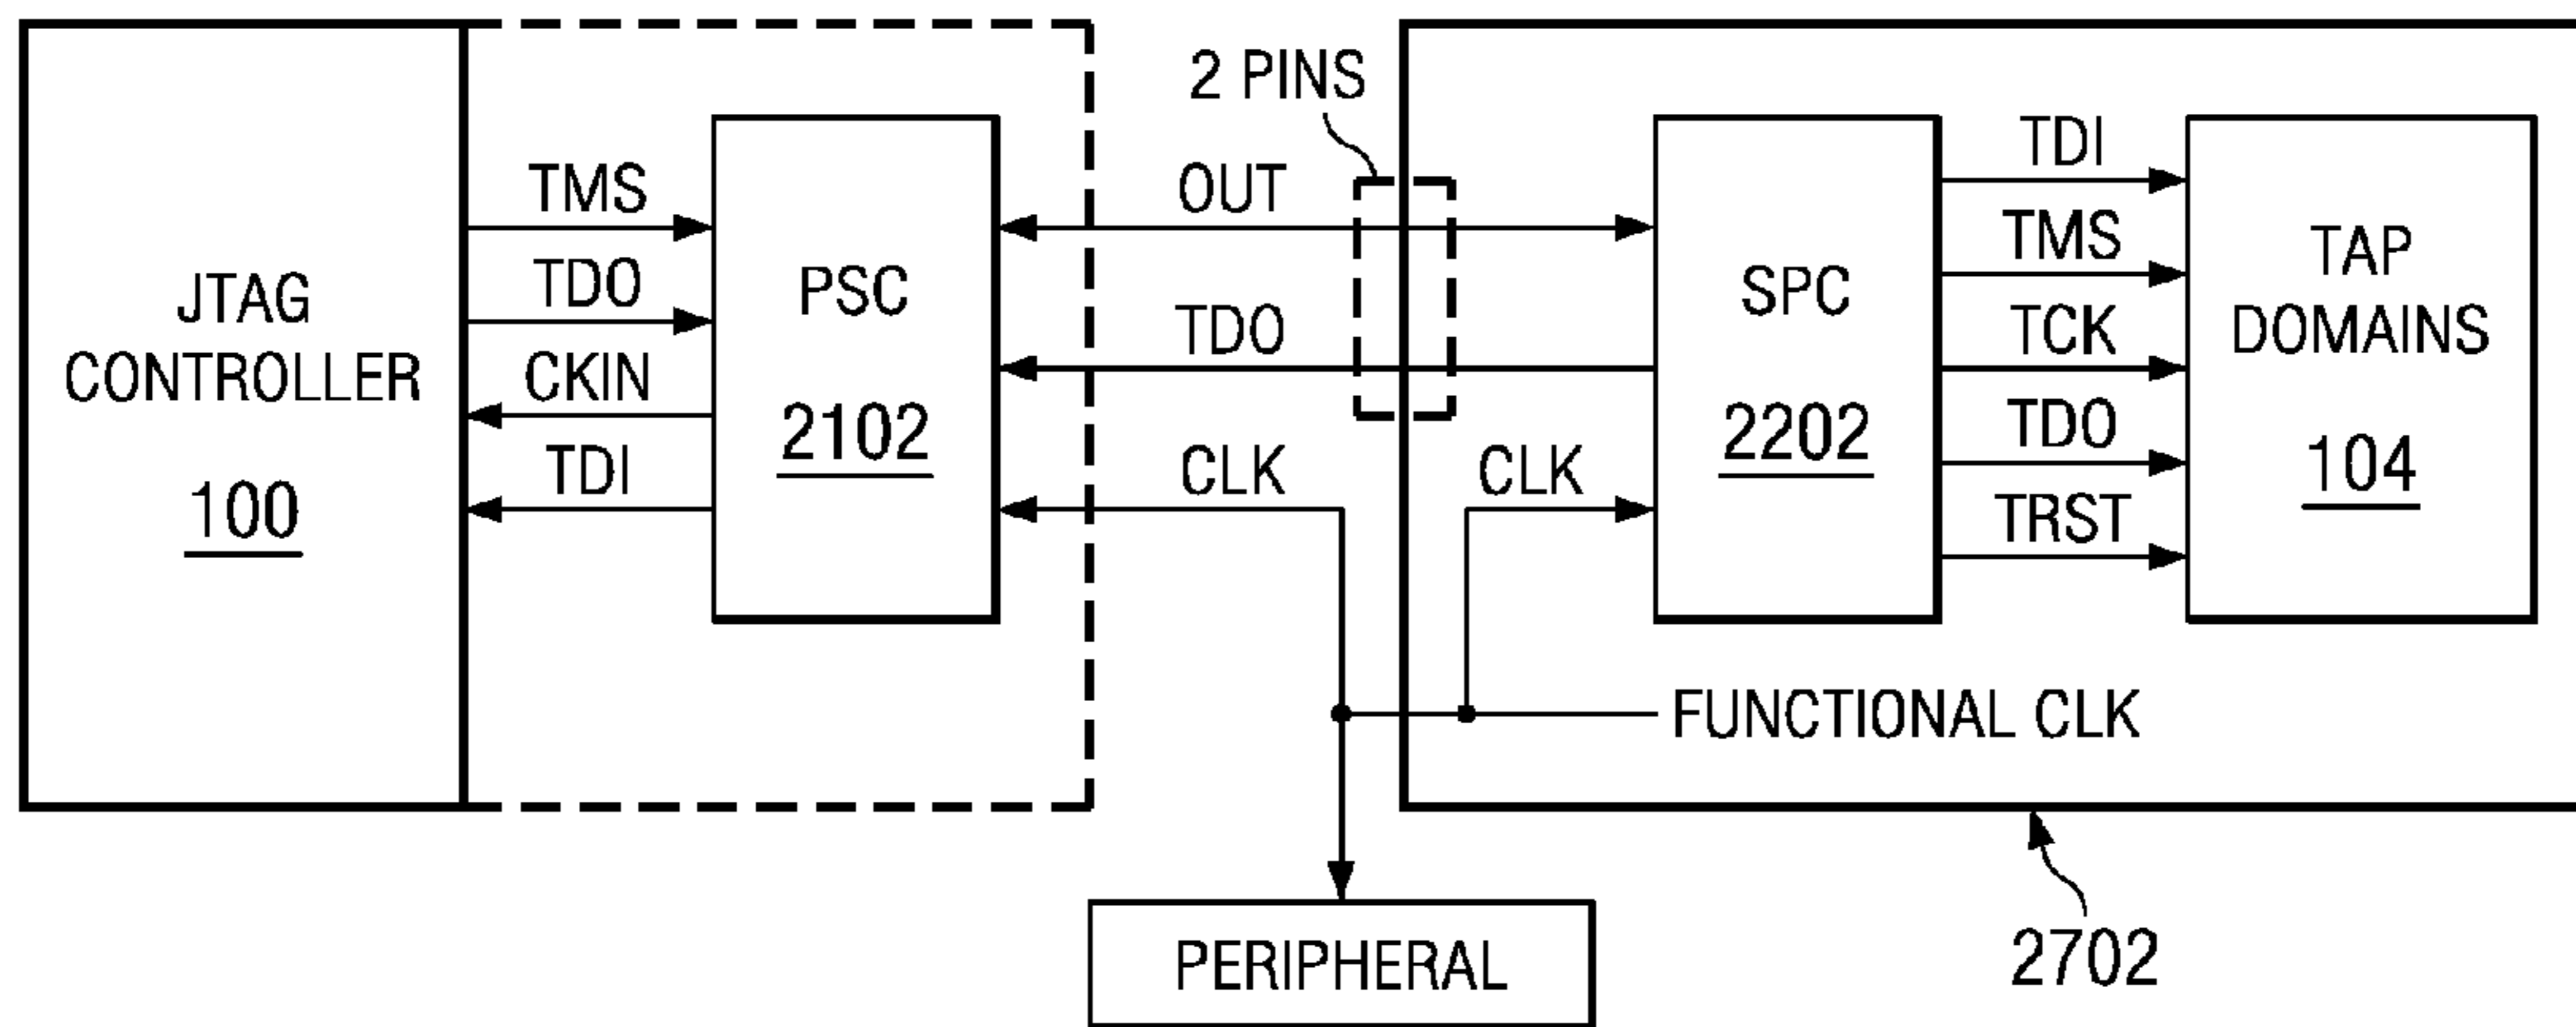 2 PINS
JTAG
CONTROLLER
100
TMS
TDO
CKIN
TDI
PSC
2102
OUT
TDO
CLK
CLK
SPC
2202
TDI
TMS
TCK
TDO
TRST
TAP
DOMAINS
104
FUNCTIONAL CLK
PERIPHERAL
2702